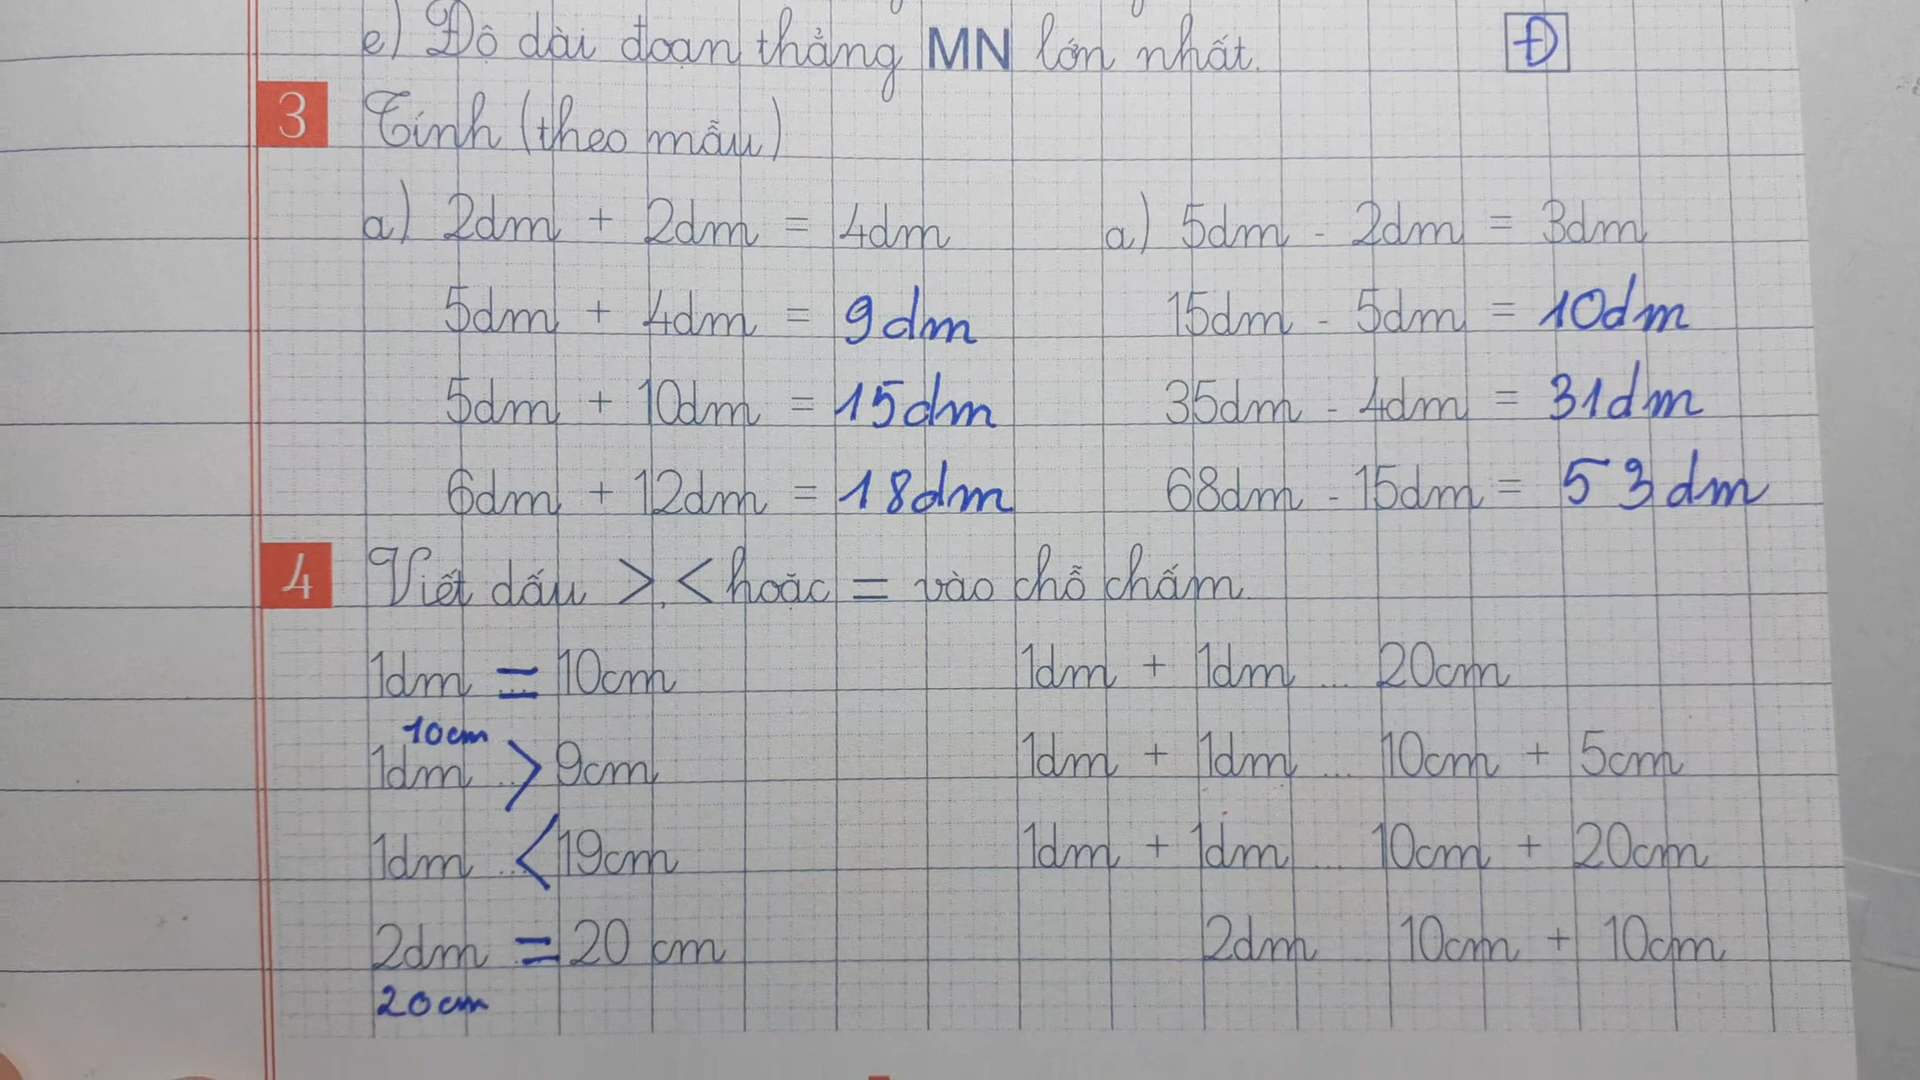 e) Độ dài đoạn thẳng MN lớn nhất. Đ
3 Tính (theo mẫu)
a) 2dm + 2dm = 4dm a) 5dm - 2dm = 3dm
5dm + 4dm = 9dm 15dm - 5dm = 10dm
5dm + 10dm = 15dm 35dm - 4dm = 31dm
6dm + 12dm = 18dm 68dm - 15dm = 53dm
4 Viết dấu >, < hoặc = vào chỗ chấm.
1dm = 10cm 1dm + 1dm ... 20cm
10cm
1dm > 9cm 1dm + 1dm ... 10cm + 5cm
1dm < 19cm 1dm + 1dm ... 10cm + 20cm
2dm = 20 cm 2dm ... 10cm + 10cm
20cm